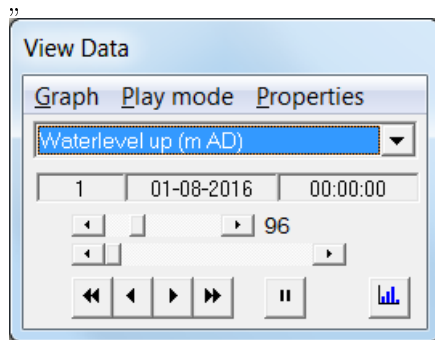 ”
View Data
Graph Play mode Properties
Waterlevel up (m AD)
1 01-08-2016 00:00:00
96